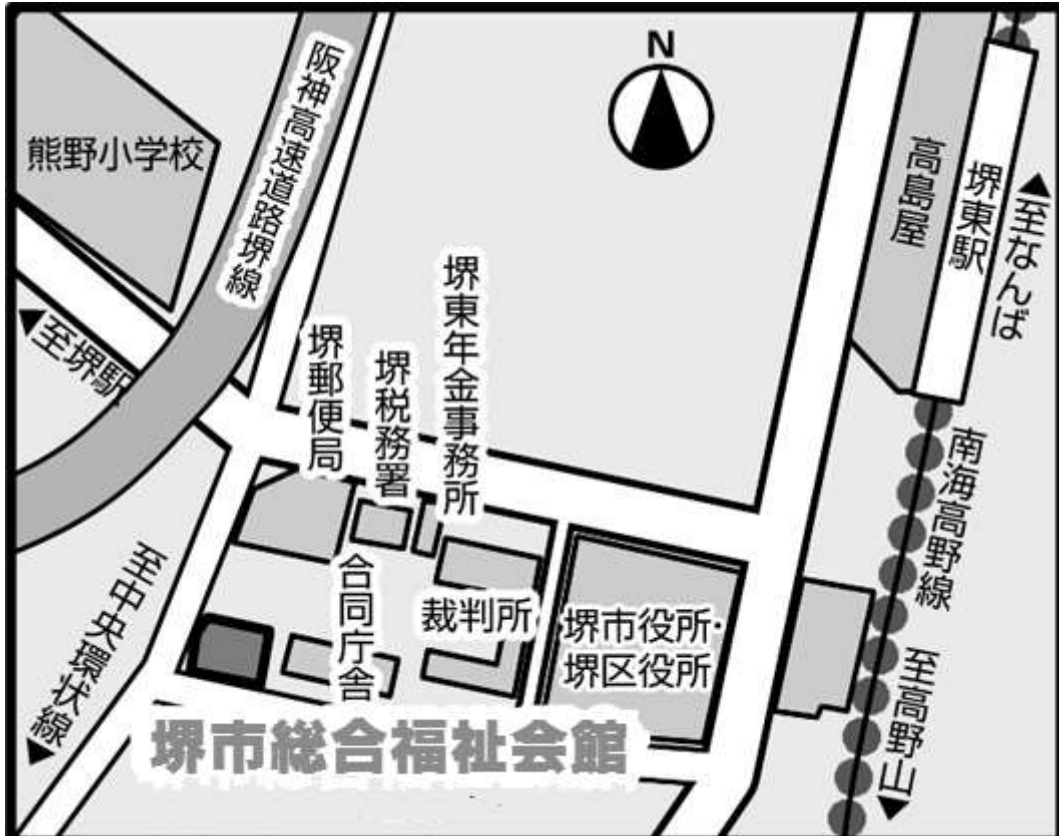 N
阪神高速道路堺線
熊野小学校
高島屋
堺東駅
▲至なんば
◀至堺駅
堺郵便局
堺税務署
堺東年金事務所
南海高野線
至中央環状線▶
合同庁舎
裁判所
堺市役所・
堺区役所
至高野山▶
堺市総合福祉会館